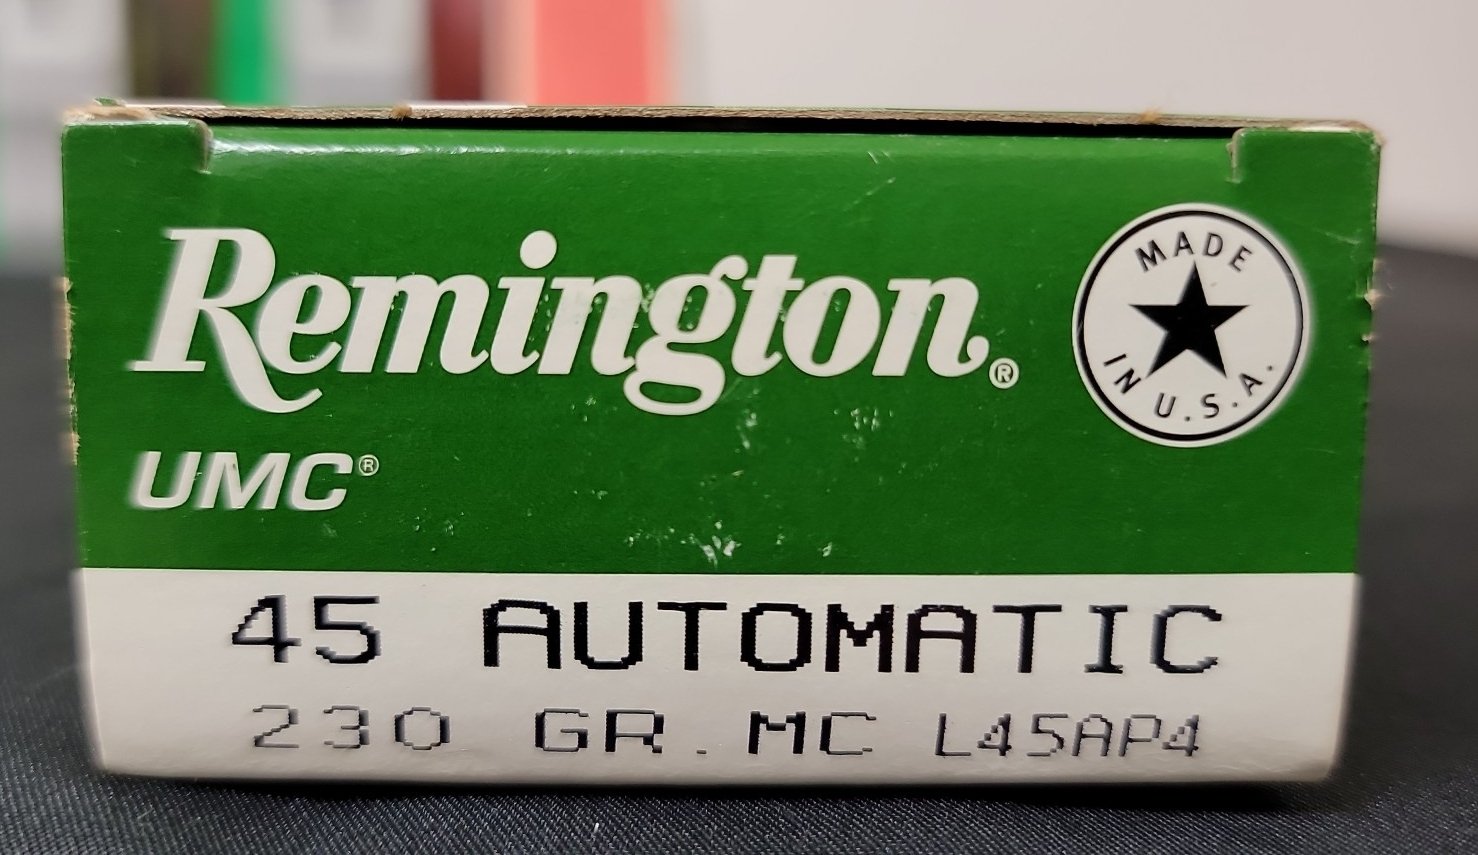 Remington®
MADE
IN U.S.A.
UMC®
45 AUTOMATIC
230 GR. MC L45AP4